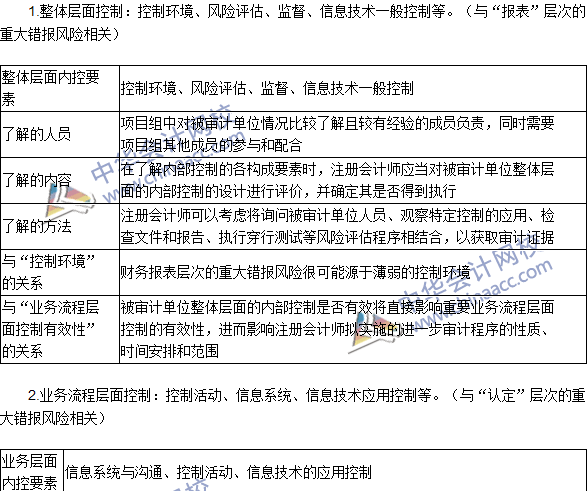 1.整体层面控制：控制环境、风险评估、监督、信息技术一般控制等。（与“报表”层次的
重大错报风险相关）
整体层面内控要
素
控制环境、风险评估、监督、信息技术一般控制
了解的人员
项目组中对被审计单位情况比较了解且较有经验的成员负责，同时需要
项目组其他成员的参与和配合
了解的内容
在了解内部控制的各构成要素时，注册会计师应当对被审计单位整体层
面的内部控制的设计进行评价，并确定其是否得到执行
了解的方法
注册会计师可以考虑将询问被审计单位人员、观察特定控制的应用、检
查文件和报告、执行穿行测试等风险评估程序相结合，以获取审计证据
与“控制环境”
的关系
财务报表层次的重大错报风险很可能源于薄弱的控制环境
与“业务流程层
面控制有效性”
的关系
被审计单位整体层面的内部控制是否有效将直接影响重要业务流程层面
控制的有效性，进而影响注册会计师拟实施的进一步审计程序的性质、
时间安排和范围
2.业务流程层面控制：控制活动、信息系统、信息技术应用控制等。（与“认定”层次的重
大错报风险相关）
业务层面
内控要素
信息系统与沟通、控制活动、信息技术的应用控制
中华会计网校
www.chinaacc.com
中华会计网校
www.chinaacc.com